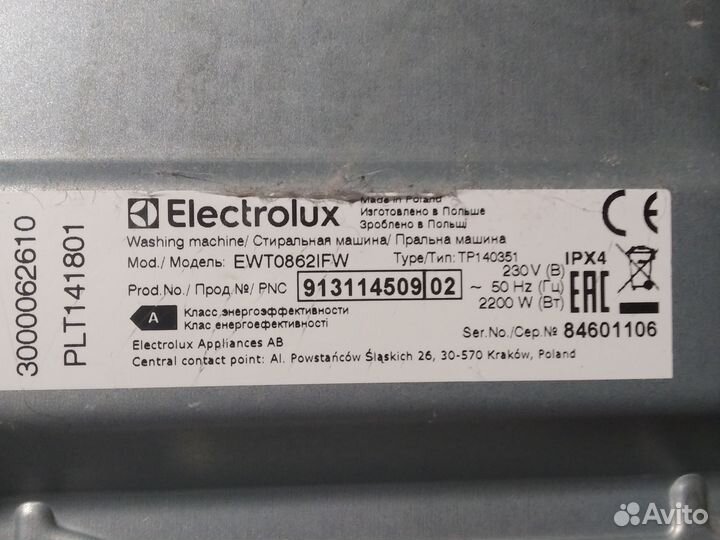 Electrolux
Made in Poland
Изготовлено в Польше
Зроблено в Польщі
Washing machine/ Стиральная машина/ Пральна машина
Mod./ Модель: EWT0862IFW Type/Тип: TP140351
IPX4
Prod.No./ Прод.№/ PNC 913114509 02
230 V (В)
~ 50 Hz (Гц)
2200 W (Вт)
A
Класс энергоэффективности
Клас енергоефективності
Ser.No./Сер.№ 84601106
Electrolux Appliances AB
Central contact point: Al. Powstańców Śląskich 26, 30-570 Kraków, Poland
3000062610
PLT141801
CE
EAC
Avito